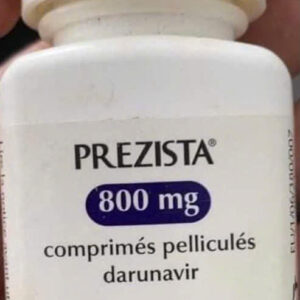 PREZISTA®
800 mg
comprimés pelliculés
darunavir